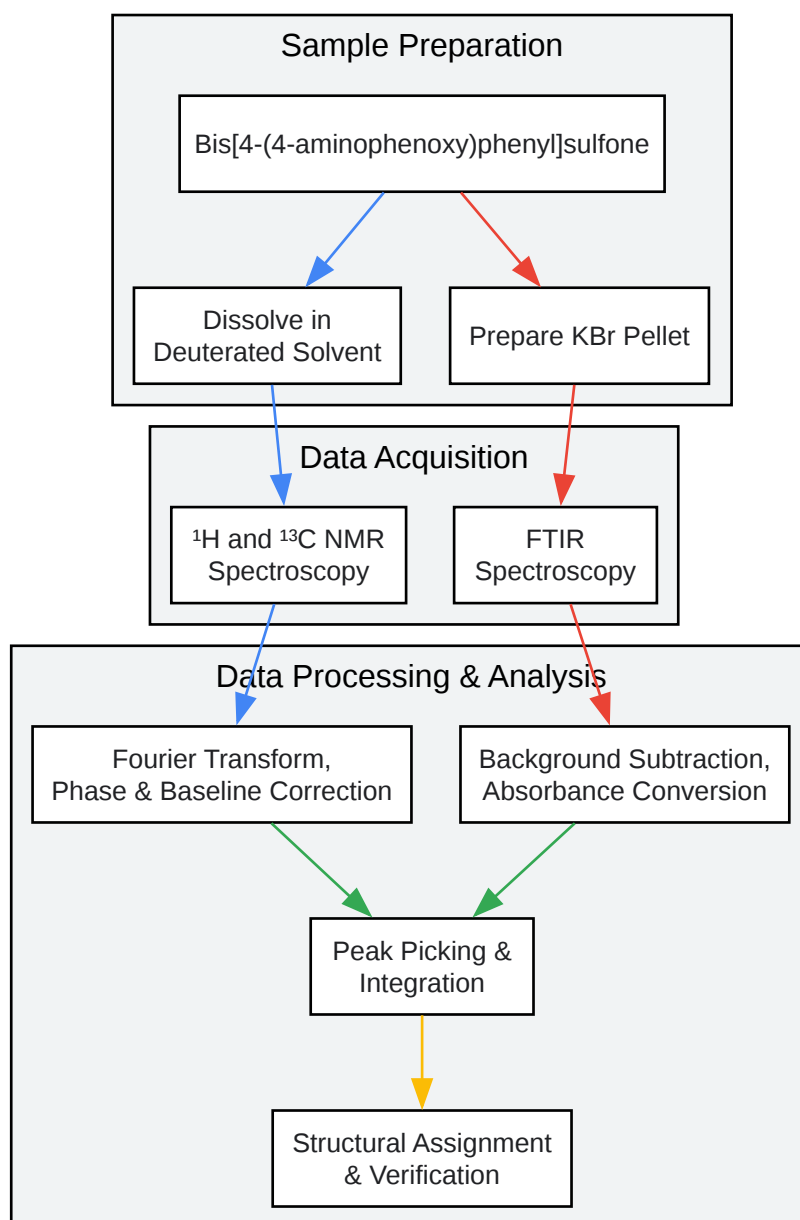 Sample Preparation
Bis[4-(4-aminophenoxy)phenyl]sulfone
Dissolve in
Deuterated Solvent
Prepare KBr Pellet
Data Acquisition
¹H and ¹³C NMR
Spectroscopy
FTIR
Spectroscopy
Data Processing & Analysis
Fourier Transform,
Phase & Baseline Correction
Background Subtraction,
Absorbance Conversion
Peak Picking &
Integration
Structural Assignment
& Verification